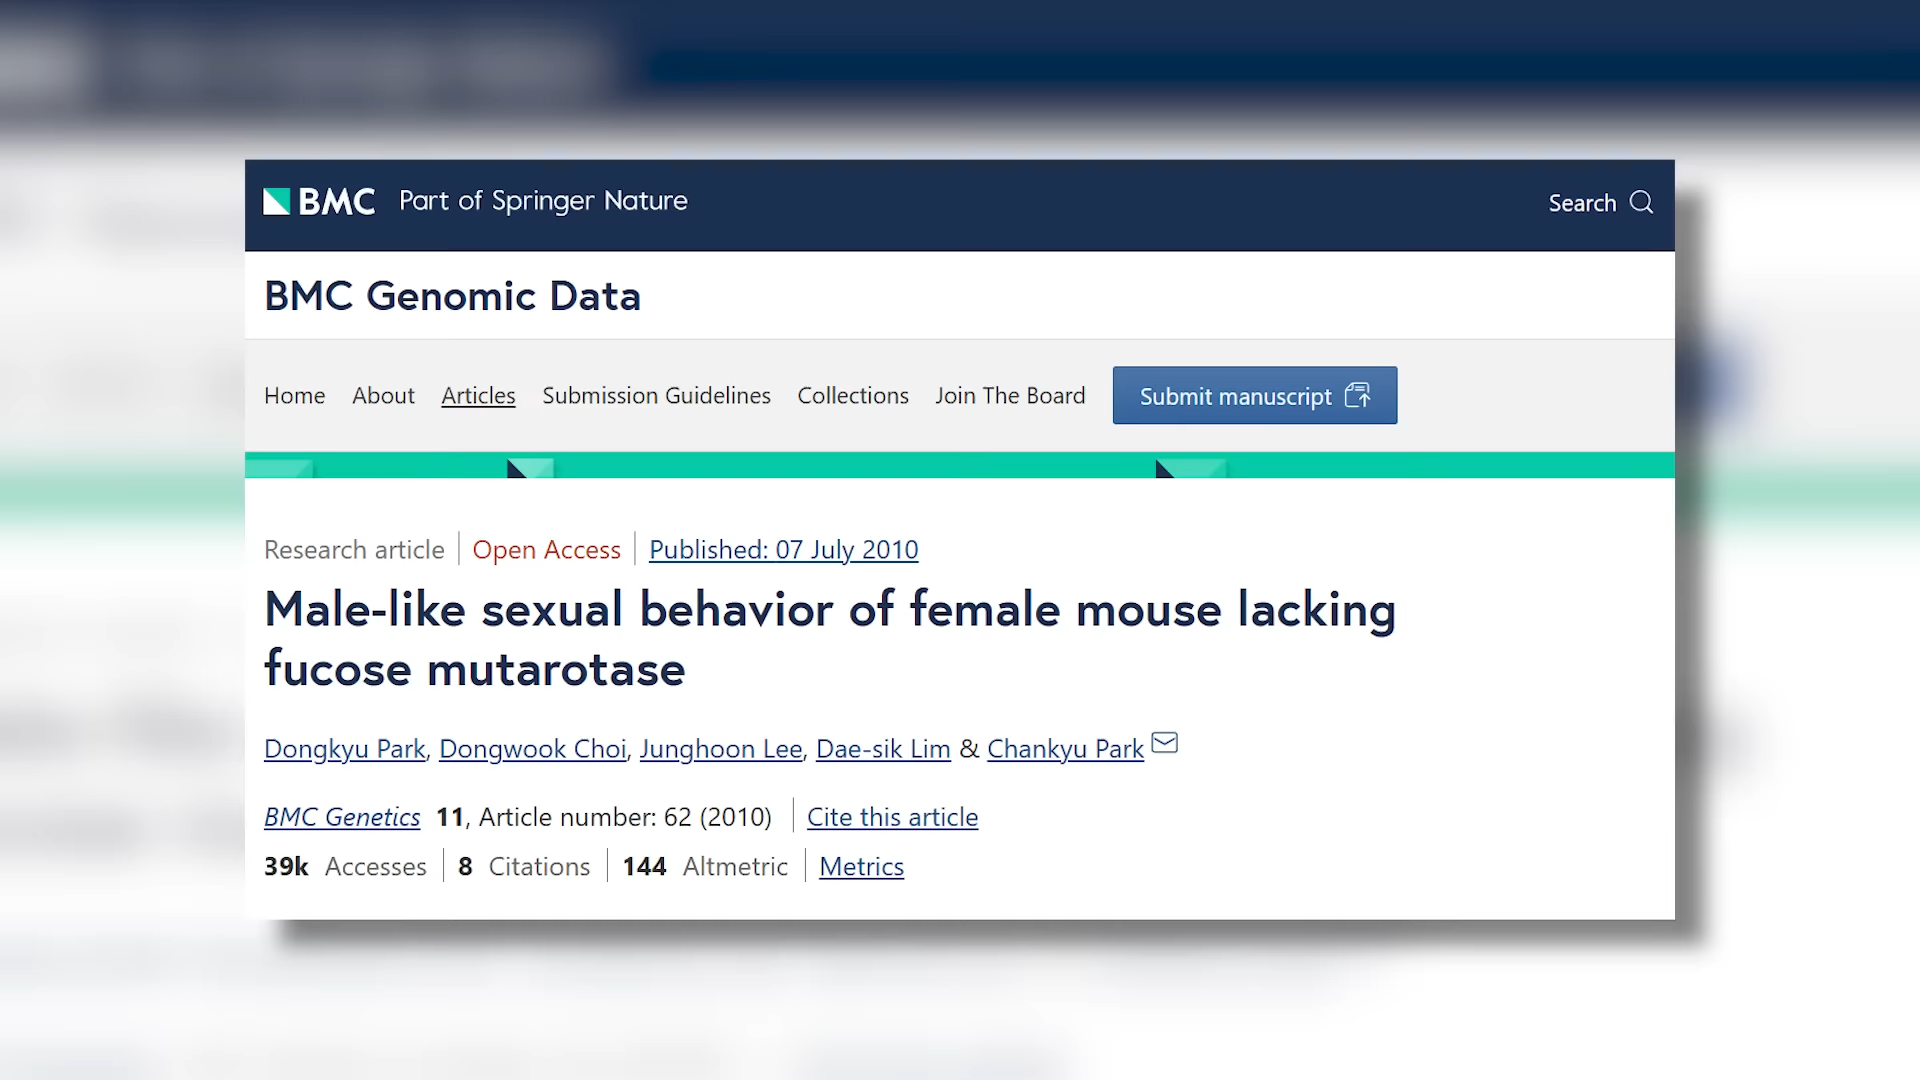 BMC Part of Springer Nature
Search
BMC Genomic Data
Home About Articles Submission Guidelines Collections Join The Board Submit manuscript
Research article Open Access Published: 07 July 2010
Male-like sexual behavior of female mouse lacking
fucose mutarotase
Dongkyu Park, Dongwook Choi, Junghoon Lee, Dae-sik Lim & Chankyu Park
BMC Genetics 11, Article number: 62 (2010) Cite this article
39k Accesses 8 Citations 144 Altmetric Metrics